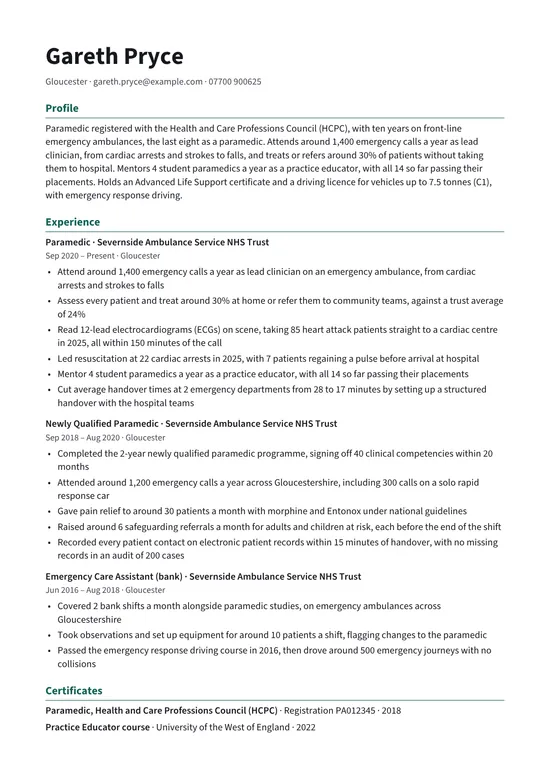 Gareth Pryce
Gloucester · gareth.pryce@example.com · 07700 900625
Profile
Paramedic registered with the Health and Care Professions Council (HCPC), with ten years on front-line
emergency ambulances, the last eight as a paramedic. Attends around 1,400 emergency calls a year as lead
clinician, from cardiac arrests and strokes to falls, and treats or refers around 30% of patients without taking
them to hospital. Mentors 4 student paramedics a year as a practice educator, with all 14 so far passing their
placements. Holds an Advanced Life Support certificate and a driving licence for vehicles up to 7.5 tonnes (C1),
with emergency response driving.
Experience
Paramedic · Severnside Ambulance Service NHS Trust
Sep 2020 – Present · Gloucester
• Attend around 1,400 emergency calls a year as lead clinician on an emergency ambulance, from cardiac
arrests and strokes to falls
• Assess every patient and treat around 30% at home or refer them to community teams, against a trust average
of 24%
• Read 12-lead electrocardiograms (ECGs) on scene, taking 85 heart attack patients straight to a cardiac centre
in 2025, all within 150 minutes of the call
• Led resuscitation at 22 cardiac arrests in 2025, with 7 patients regaining a pulse before arrival at hospital
• Mentor 4 student paramedics a year as a practice educator, with all 14 so far passing their placements
• Cut average handover times at 2 emergency departments from 28 to 17 minutes by setting up a structured
handover with the hospital teams
Newly Qualified Paramedic · Severnside Ambulance Service NHS Trust
Sep 2018 – Aug 2020 · Gloucester
• Completed the 2-year newly qualified paramedic programme, signing off 40 clinical competencies within 20
months
• Attended around 1,200 emergency calls a year across Gloucestershire, including 300 calls on a solo rapid
response car
• Gave pain relief to around 30 patients a month with morphine and Entonox under national guidelines
• Raised around 6 safeguarding referrals a month for adults and children at risk, each before the end of the shift
• Recorded every patient contact on electronic patient records within 15 minutes of handover, with no missing
records in an audit of 200 cases
Emergency Care Assistant (bank) · Severnside Ambulance Service NHS Trust
Jun 2016 – Aug 2018 · Gloucester
• Covered 2 bank shifts a month alongside paramedic studies, on emergency ambulances across
Gloucestershire
• Took observations and set up equipment for around 10 patients a shift, flagging changes to the paramedic
• Passed the emergency response driving course in 2016, then drove around 500 emergency journeys with no
collisions
Certificates
Paramedic, Health and Care Professions Council (HCPC) · Registration PA012345 · 2018
Practice Educator course · University of the West of England · 2022